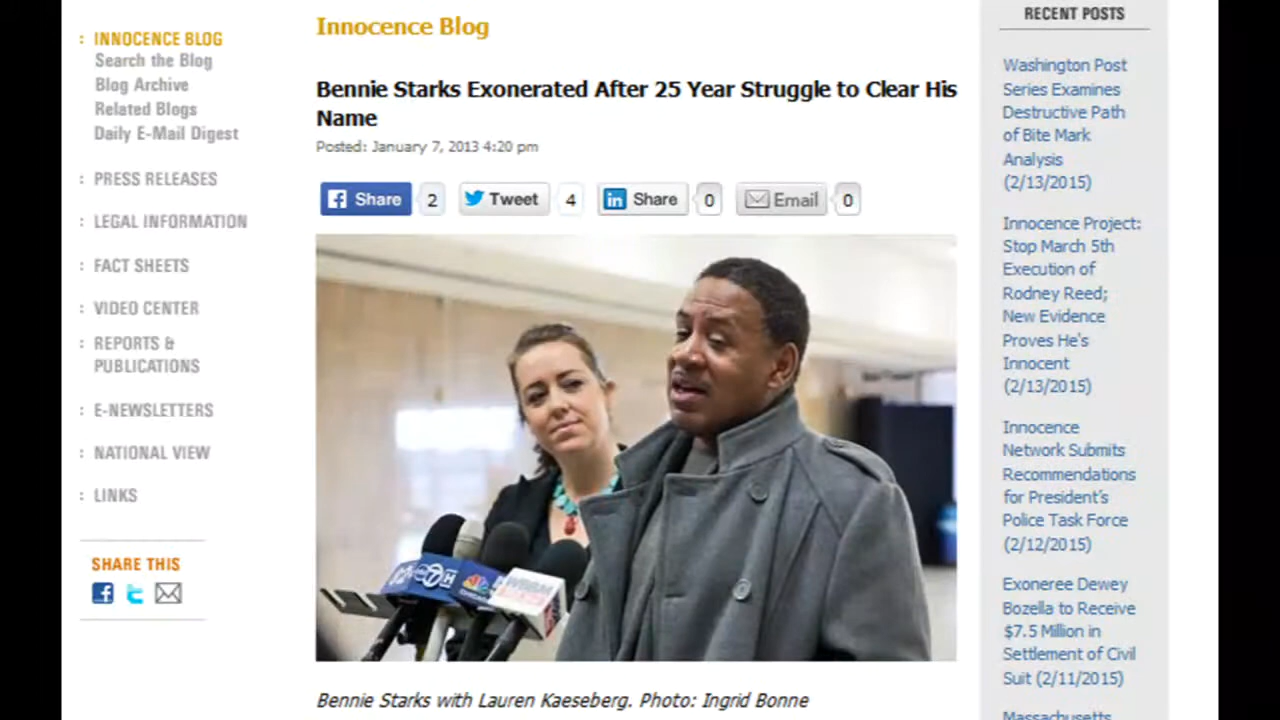 INNOCENCE BLOG
Search the Blog
Blog Archive
Related Blogs
Daily E-Mail Digest
PRESS RELEASES
LEGAL INFORMATION
FACT SHEETS
VIDEO CENTER
REPORTS &
PUBLICATIONS
E-NEWSLETTERS
NATIONAL VIEW
LINKS
SHARE THIS
Innocence Blog
Bennie Starks Exonerated After 25 Year Struggle to Clear His
Name
Posted: January 7, 2013 4:20 pm
Share 2 Tweet 4 Share 0 Email 0
7
Bennie Starks with Lauren Kaeseberg. Photo: Ingrid Bonne
RECENT POSTS
Washington Post
Series Examines
Destructive Path
of Bite Mark
Analysis
(2/13/2015)
Innocence Project:
Stop March 5th
Execution of
Rodney Reed;
New Evidence
Proves He's
Innocent
(2/13/2015)
Innocence
Network Submits
Recommendations
for President's
Police Task Force
(2/12/2015)
Exoneree Dewey
Bozella to Receive
$7.5 Million in
Settlement of Civil
Suit (2/11/2015)
Massachusetts